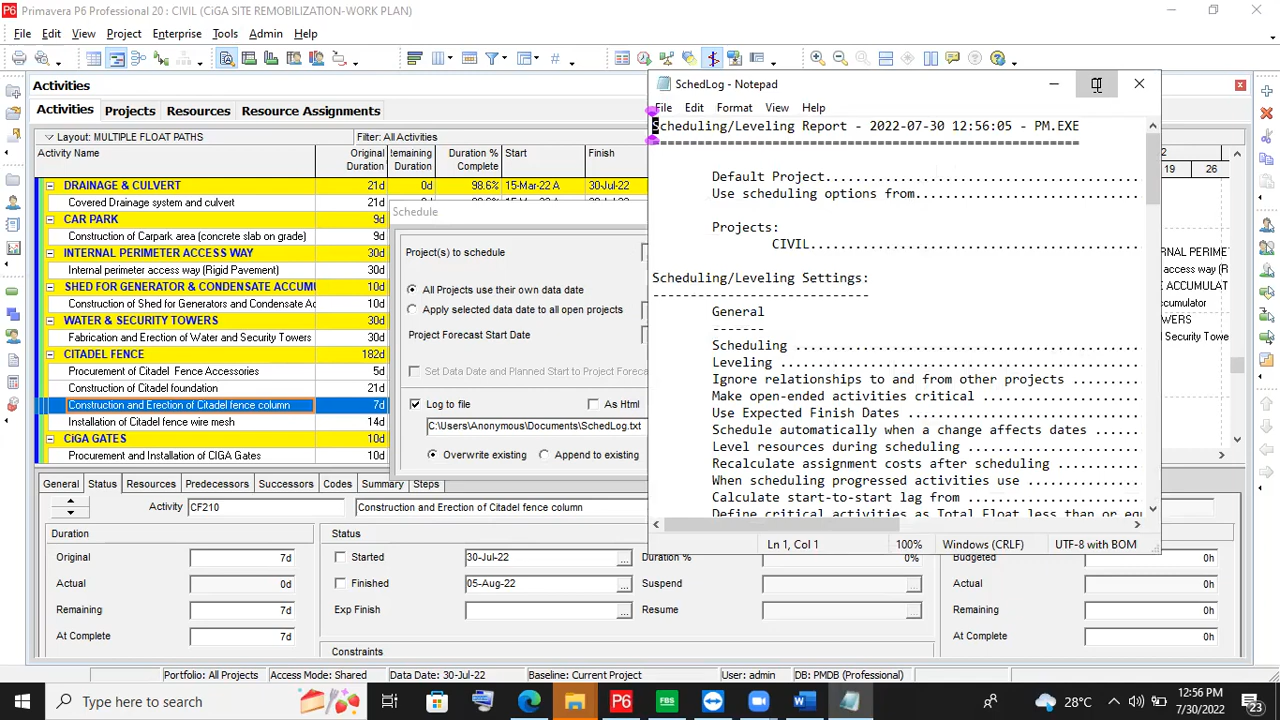 Primavera P6 Professional 20 : CIVIL (CiGA SITE REMOBILIZATION-WORK PLAN)
File Edit View Project Enterprise Tools Admin Help
Activities
Activities Projects Resources Resource Assignments
Layout: MULTIPLE FLOAT PATHS Filter: All Activities
Activity Name Original Duration Remaining Duration Duration % Complete Start Finish
19 26
DRAINAGE & CULVERT 21d 0d 98.6% 15-Mar-22 A 30-Jul-22
Covered Drainage system and culvert
CAR PARK 9d
Construction of Carpark area (concrete slab on grade) 9d
INTERNAL PERIMETER ACCESS WAY 30d
Internal perimeter access way (Rigid Pavement) 30d
SHED FOR GENERATOR & CONDENSATE ACCUMU 10d
Construction of Shed for Generators and Condensate Ac 10d
WATER & SECURITY TOWERS 30d
Fabrication and Erection of Water and Security Towers 30d
CITADEL FENCE 182d
Procurement of Citadel Fence Accessories 5d
Construction of Citadel foundation 21d
Construction and Erection of Citadel fence column 7d
Installation of Citadel fence wire mesh 14d
CiGA GATES 10d
Procurement and Installation of CIGA Gates 10d
Schedule
Project(s) to schedule
All Projects use their own data date
Apply selected data date to all open projects
Project Forecast Start Date
Set Data Date and Planned Start to Project Foreca
Log to file As Html
C:\Users\Anonymous\Documents\SchedLog.txt
Overwrite existing Append to existing
SchedLog - Notepad
File Edit Format View Help
Scheduling/Leveling Report - 2022-07-30 12:56:05 - PM.EXE
=========================================================
Default Project.....................................
Use scheduling options from.........................
Projects:
CIVIL............................................
Scheduling/Leveling Settings:
-----------------------------
General
-------
Scheduling ..........................................
Leveling ............................................
Ignore relationships to and from other projects ........
Make open-ended activities critical .....................
Use Expected Finish Dates ..............................
Schedule automatically when a change affects dates ......
Level resources during scheduling .......................
Recalculate assignment costs after scheduling ...........
When scheduling progressed activities use ...............
Calculate start-to-start lag from .......................
Define critical activities as Total Float less than or equ
Ln 1, Col 1 100% Windows (CRLF) UTF-8 with BOM
General Status Resources Predecessors Successors Codes Summary Steps
Activity CF210 Construction and Erection of Citadel fence column
Duration
Original 7d
Actual 0d
Remaining 7d
At Complete 7d
Status
Started 30-Jul-22
Finished 05-Aug-22
Exp Finish
Duration % 0%
Suspend
Resume
Constraints
Budgeted 0h
Actual 0h
Remaining 0h
At Complete 0h
Portfolio: All Projects Access Mode: Shared Data Date: 30-Jul-22 Baseline: Current Project User: admin DB: PMDB (Professional)
Type here to search FBS 28°C 12:56 PM
7/30/2022 23